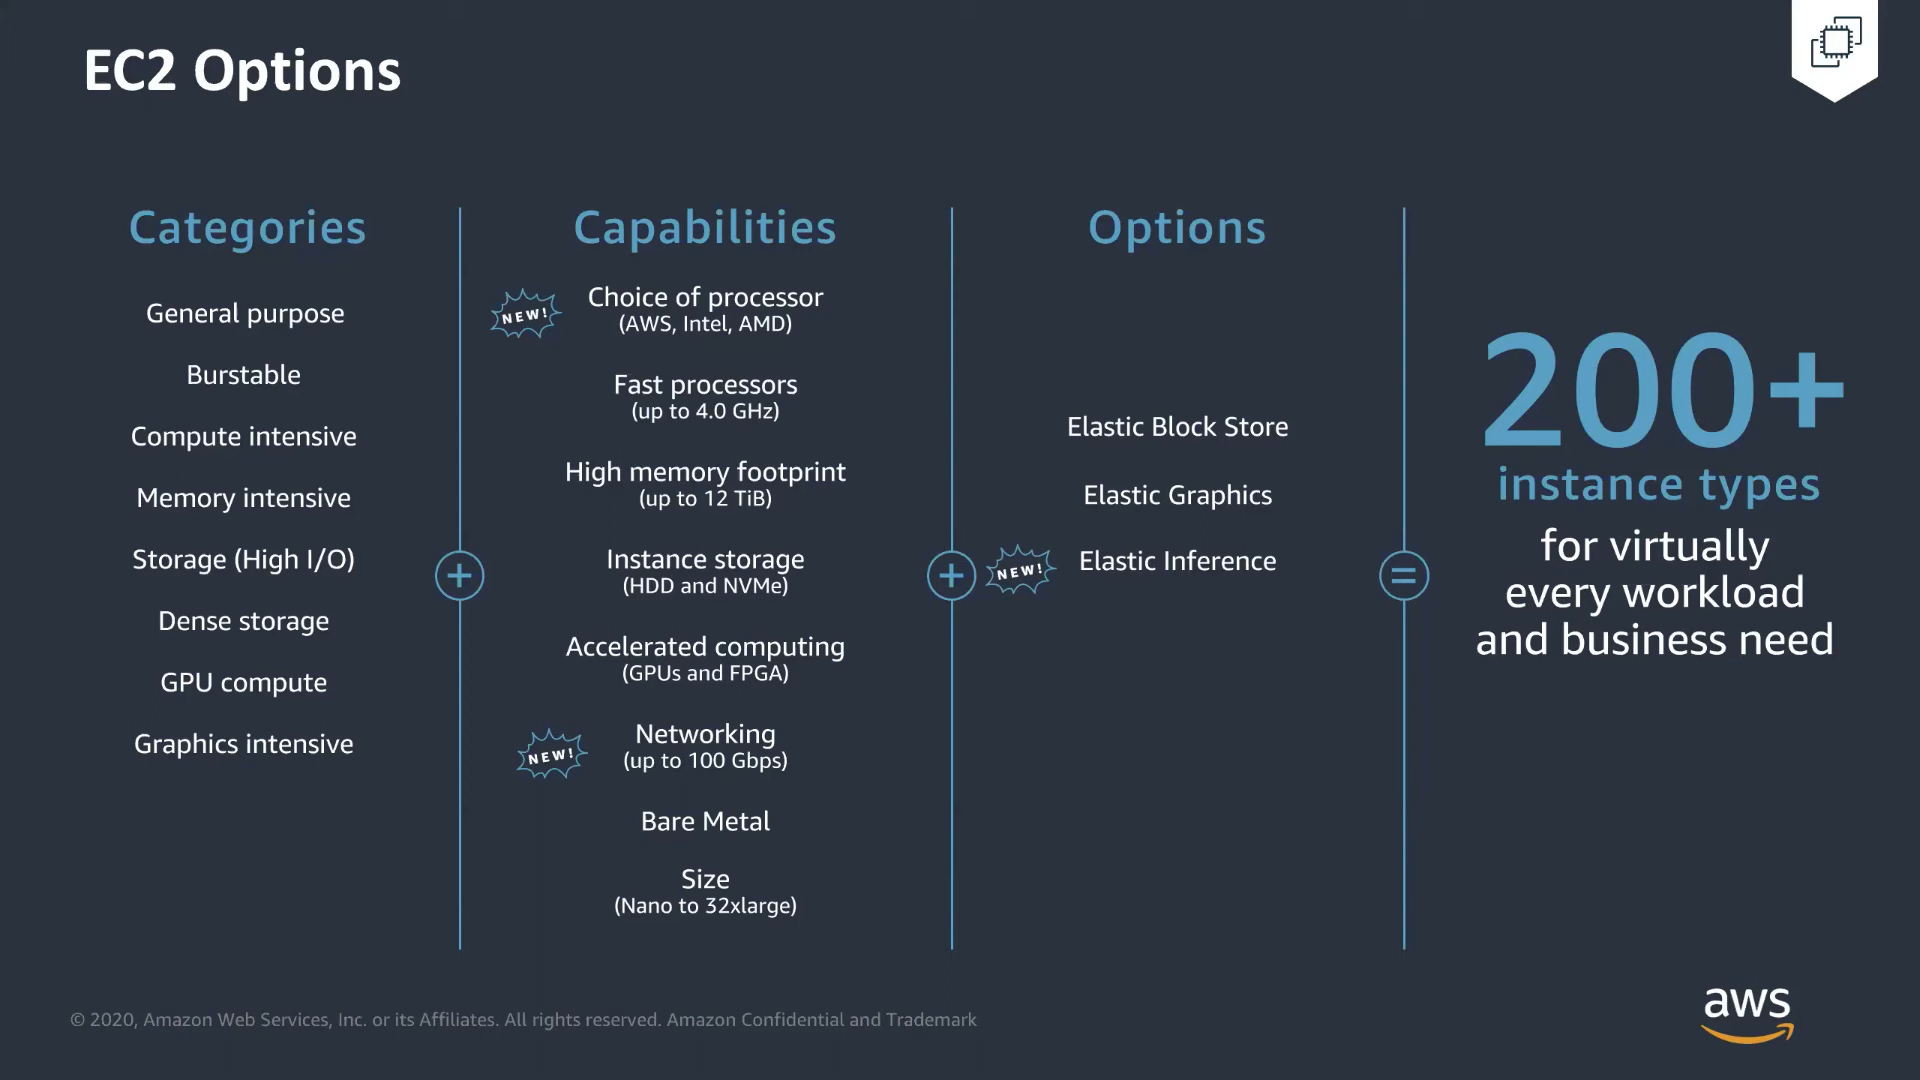 EC2 Options
Categories
General purpose
Burstable
Compute intensive
Memory intensive
Storage (High I/O)
Dense storage
GPU compute
Graphics intensive
+
Capabilities
NEW!
Choice of processor
(AWS, Intel, AMD)
Fast processors
(up to 4.0 GHz)
High memory footprint
(up to 12 TiB)
Instance storage
(HDD and NVMe)
Accelerated computing
(GPUs and FPGA)
NEW!
Networking
(up to 100 Gbps)
Bare Metal
Size
(Nano to 32xlarge)
+
Options
Elastic Block Store
Elastic Graphics
NEW!
Elastic Inference
=
200+
instance types
for virtually
every workload
and business need
© 2020, Amazon Web Services, Inc. or its Affiliates. All rights reserved. Amazon Confidential and Trademark
aws